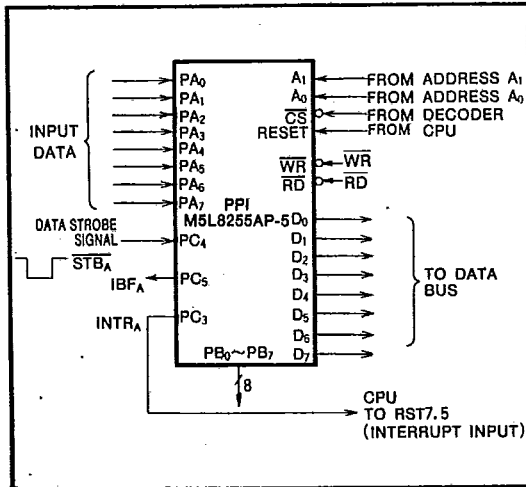 INPUT
DATA
PA0
PA1
PA2
PA3
PA4
PA5
PA6
PA7
DATA STROBE
SIGNAL
STBA
PC4
IBFA
PC5
INTRA
PC3
PPI
M5L8255AP-5
PB0~PB7
8
A1
A0
CS
RESET
WR
RD
FROM ADDRESS A1
FROM ADDRESS A0
FROM DECODER
FROM CPU
WR
RD
D0
D1
D2
D3
D4
D5
D6
D7
TO DATA
BUS
CPU
TO RST7.5
(INTERRUPT INPUT)